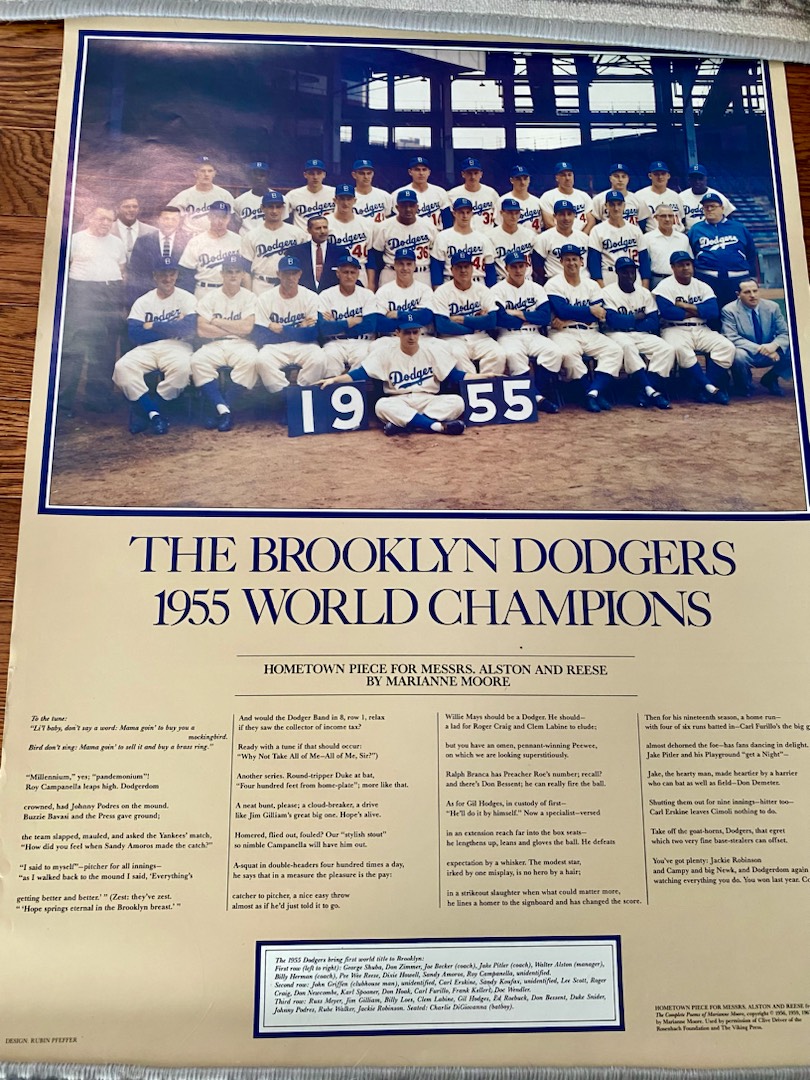 19 55
THE BROOKLYN DODGERS
1955 WORLD CHAMPIONS
HOMETOWN PIECE FOR MESSRS. ALSTON AND REESE
BY MARIANNE MOORE
To the tune:
"Li'l baby, don't say a word: Mama goin' to buy you a
mockingbird.
Bird don't sing: Mama goin' to sell it and buy a brass ring."
"Millennium," yes; "pandemonium"!
Roy Campanella leaps high. Dodgerdom
crowned, had Johnny Podres on the mound.
Buzzie Bavasi and the Press gave ground;
the team slapped, mauled, and asked the Yankees' match,
"How did you feel when Sandy Amoros made the catch?"
"I said to myself"—pitcher for all innings—
"as I walked back to the mound I said, 'Everything's
getting better and better.' " (Zest: they've zest.
" 'Hope springs eternal in the Brooklyn breast.' "
And would the Dodger Band in 8, row 1, relax
if they saw the collector of income tax?
Ready with a tune if that should occur:
"Why Not Take All of Me—All of Me, Sir?")
Another series. Round-tripper Duke at bat,
"Four hundred feet from home-plate"; more like that.
A neat bunt, please; a cloud-breaker, a drive
like Jim Gilliam's great big one. Hope's alive.
Homered, flied out, fouled? Our "stylish stout"
so nimble Campanella will have him out.
A-squat in double-headers four hundred times a day,
he says that in a measure the pleasure is the pay:
catcher to pitcher, a nice easy throw
almost as if he'd just told it to go.
Willie Mays should be a Dodger. He should—
a lad for Roger Craig and Clem Labine to elude;
but you have an omen, pennant-winning Peewee,
on which we are looking superstitiously.
Ralph Branca has Preacher Roe's number; recall?
and there's Don Bessent; he can really fire the ball.
As for Gil Hodges, in custody of first—
"He'll do it by himself." Now a specialist—versed
in an extension reach far into the box seats—
he lengthens up, leans and gloves the ball. He defeats
expectation by a whisker. The modest star,
irked by one misplay, is no hero by a hair;
in a strikeout slaughter when what could matter more,
he lines a homer to the signboard and has changed the score.
Then for his nineteenth season, a home run—
with four of six runs batted in—Carl Furillo's the big g
almost dehorned the foe—has fans dancing in delight.
Jake Pitler and his Playground "get a Night"—
Jake, the hearty man, made heartier by a harrier
who can bat as well as field—Don Demeter.
Shutting them out for nine innings—hitter too—
Carl Erskine leaves Cimoli nothing to do.
Take off the goat-horns, Dodgers, that egret
which two very fine base-stealers can offset.
You've got plenty: Jackie Robinson
and Campy and big Newk, and Dodgerdom again
watching everything you do. You won last year. Co
The 1955 Dodgers bring first world title to Brooklyn:
First row (left to right): George Shuba, Don Zimmer, Joe Becker (coach), Jake Pitler (coach), Walter Alston (manager),
Billy Herman (coach), Pee Wee Reese, Dixie Howell, Sandy Amoros, Roy Campanella, unidentified.
Second row: John Griffen (clubhouse man), unidentified, Carl Erskine, Sandy Koufax, unidentified, Lee Scott, Roger
Craig, Don Newcombe, Karl Spooner, Don Hoak, Carl Furillo, Frank Kellert; Doc Wendler.
Third row: Russ Meyer, Jim Gilliam, Billy Loes, Clem Labine, Gil Hodges, Ed Roebuck, Don Bessent, Duke Snider,
Johnny Podres, Rube Walker, Jackie Robinson. Seated: Charlie DiGiovanna (batboy).
HOMETOWN PIECE FOR MESSRS. ALSTON AND REESE
The Complete Poems of Marianne Moore, copyright © 1956, 1959,
by Marianne Moore. Used by permission of Clive Driver of the
Rosenbach Foundation and The Viking Press.
DESIGN: RUBIN PFEFFER